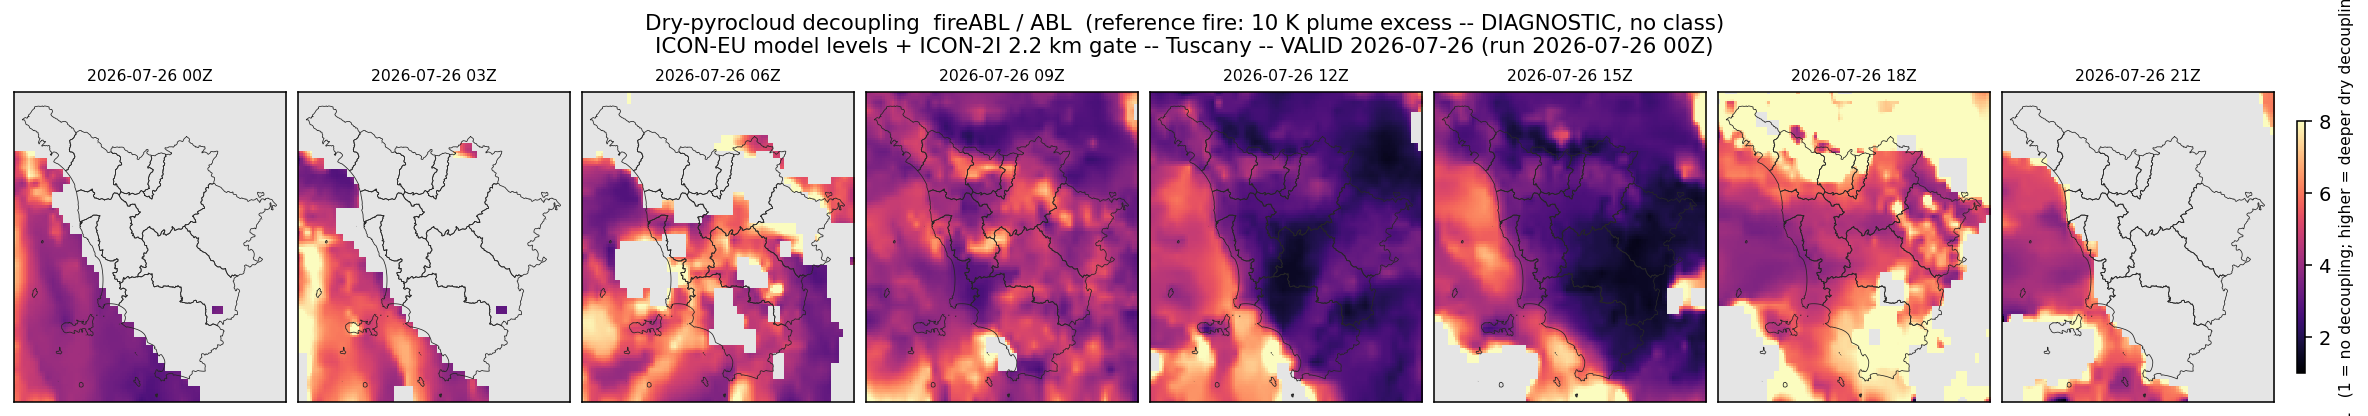 Dry-pyrocloud decoupling  fireABL / ABL  (reference fire: 10 K plume excess -- DIAGNOSTIC, no class)
ICON-EU model levels + ICON-2I 2.2 km gate -- Tuscany -- VALID 2026-07-26 (run 2026-07-26 00Z)
2026-07-26 00Z
2026-07-26 03Z
2026-07-26 06Z
2026-07-26 09Z
2026-07-26 12Z
2026-07-26 15Z
2026-07-26 18Z
2026-07-26 21Z
8
6
4
2
(1 = no decoupling; higher = deeper dry decoupling